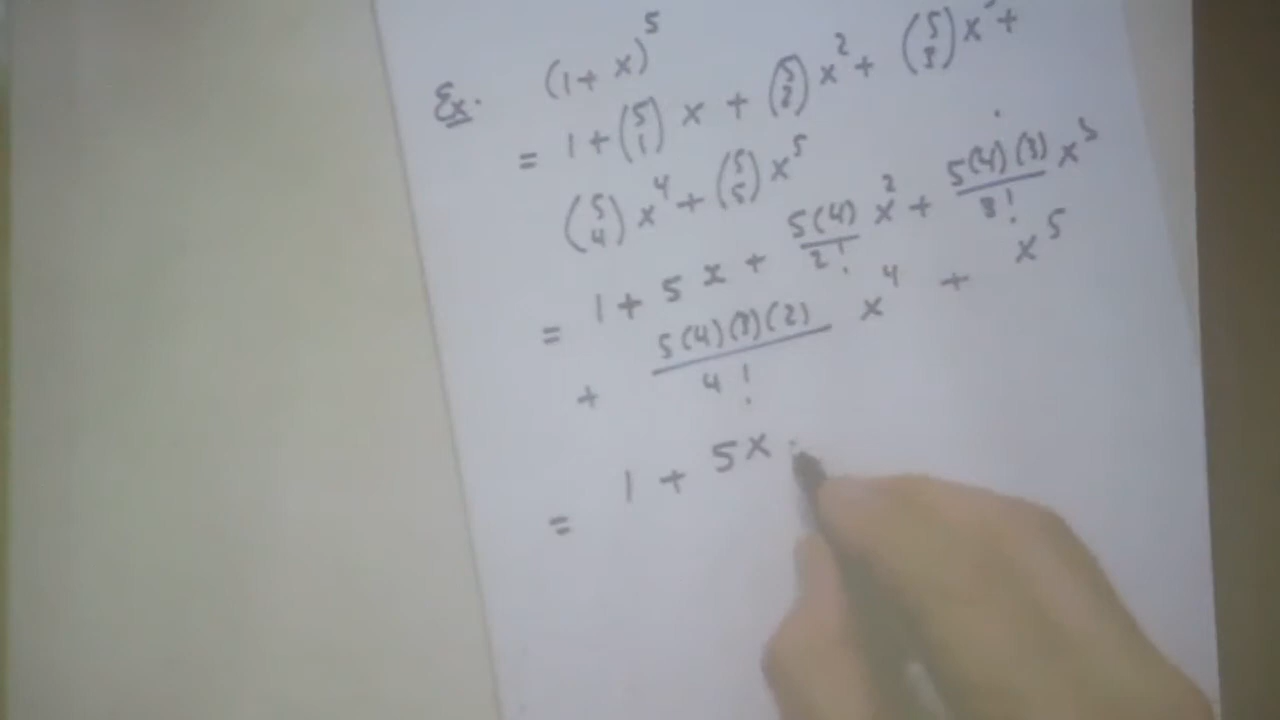 Ex. (1+x)^5
= 1 + (5 1) x + (5 2) x^2 + (5 3) x^3 +
(5 4) x^4 + (5 5) x^5
= 1 + 5x + 5(4)/2! x^2 + 5(4)(3)/3! x^3
+ 5(4)(3)(2)/4! x^4 + x^5
= 1 + 5x